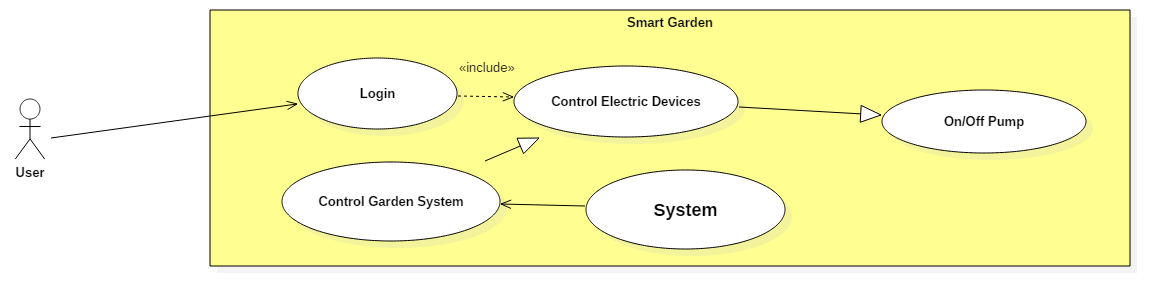 Smart Garden
«include»
Login
Control Electric Devices
On/Off Pump
User
Control Garden System
System